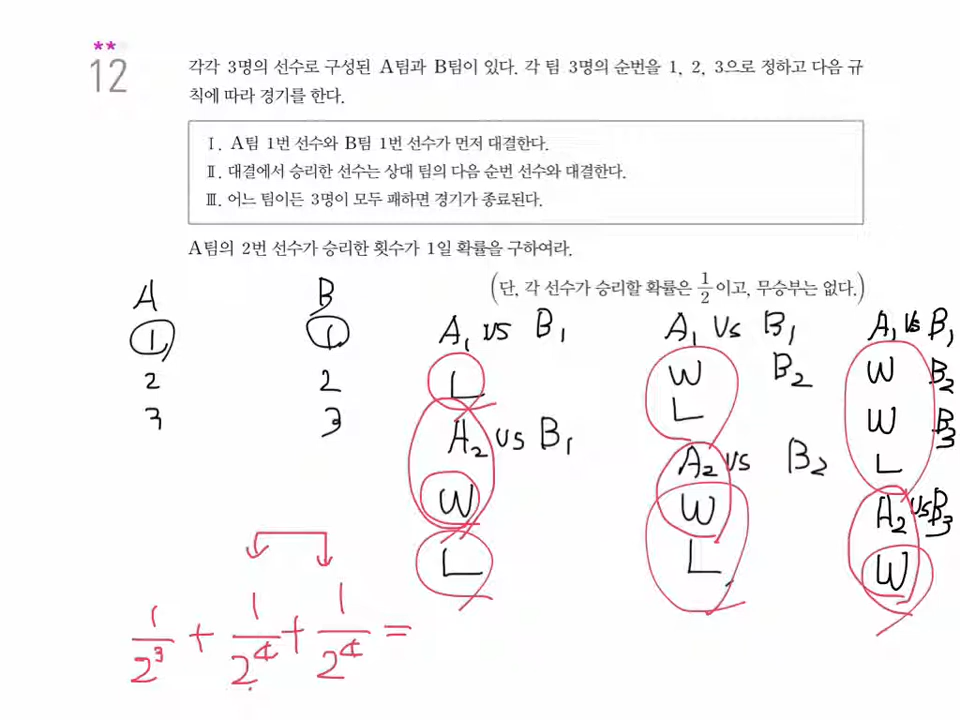 **
12
각각 3명의 선수로 구성된 A팀과 B팀이 있다. 각 팀 3명의 순번을 1, 2, 3으로 정하고 다음 규
칙에 따라 경기를 한다.
Ⅰ. A팀 1번 선수와 B팀 1번 선수가 먼저 대결한다.
Ⅱ. 대결에서 승리한 선수는 상대 팀의 다음 순번 선수와 대결한다.
Ⅲ. 어느 팀이든 3명이 모두 패하면 경기가 종료된다.
A팀의 2번 선수가 승리한 횟수가 1일 확률을 구하여라.
(단, 각 선수가 승리할 확률은 1/2이고, 무승부는 없다.)
A B
1 1
2 2
3 3
A₁ vs B₁
L
A₂ vs B₁
W
L
A₁ vs B₁
W B₂
L
A₂ vs B₂
W
L
A₁ vs B₁
W B₂
W B₃
L
A₂ vs B₃
W
1/2³ + 1/2⁴ + 1/2⁴ =